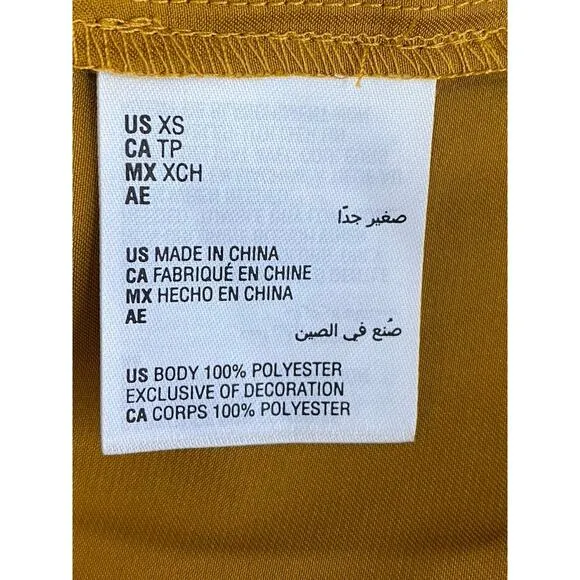 US XS
CA TP
MX XCH
AE
صغير جدًا
US MADE IN CHINA
CA FABRIQUÉ EN CHINE
MX HECHO EN CHINA
AE
صُنع في الصين
US BODY 100% POLYESTER
EXCLUSIVE OF DECORATION
CA CORPS 100% POLYESTER